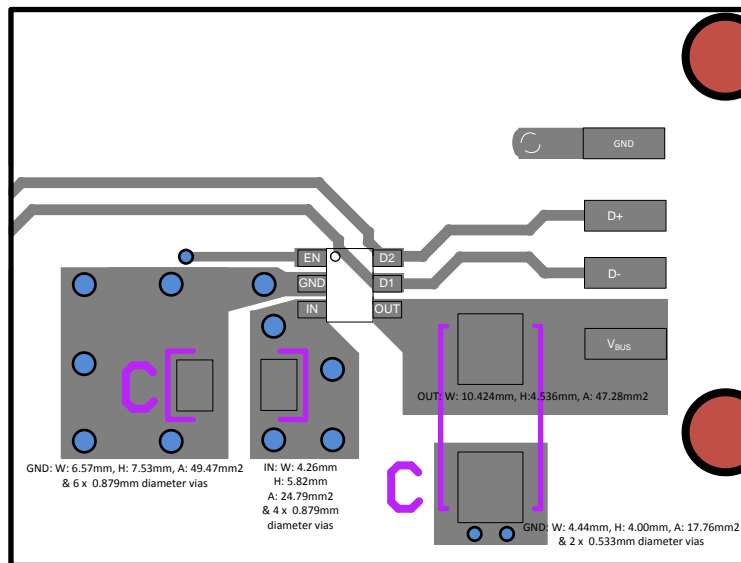 GND
D+
EN
D2
D-
GND
D1
IN
OUT
VBUS
OUT: W: 10.424mm, H:4.536mm, A: 47.28mm2
GND: W: 6.57mm, H: 7.53mm, A: 49.47mm2
& 6 x 0.879mm diameter vias
IN: W: 4.26mm
H: 5.82mm
A: 24.79mm2
& 4 x 0.879mm
diameter vias
C
C
GND: W: 4.44mm, H: 4.00mm, A: 17.76mm2
& 2 x 0.533mm diameter vias